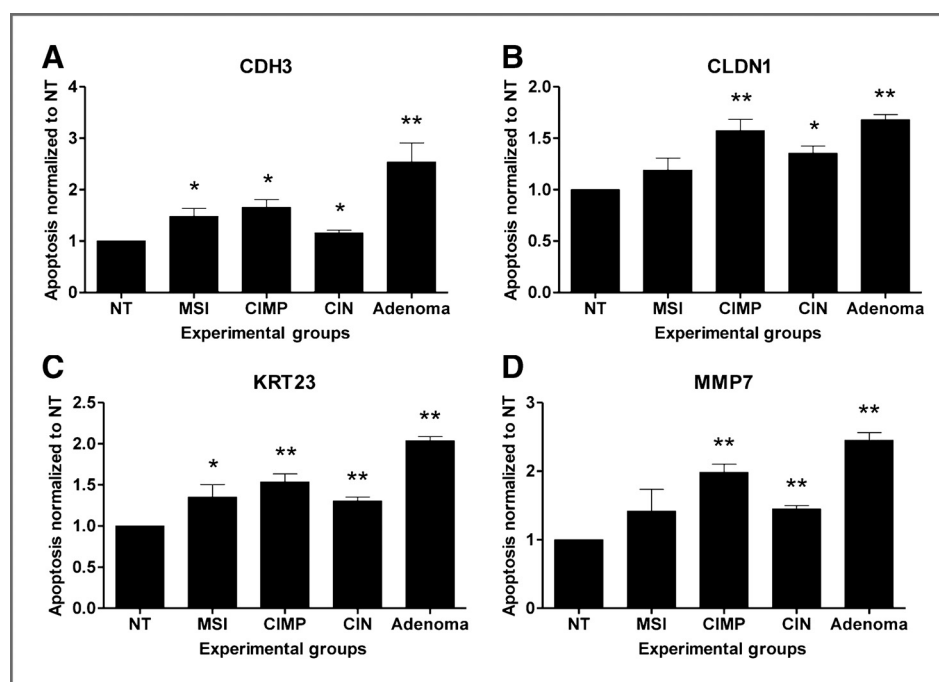 A
CDH3
Apoptosis normalized to NT
4
3
2
1
0
*
*
*
**
NT MSI CIMP CIN Adenoma
Experimental groups
B
CLDN1
Apoptosis normalized to NT
2.0
1.5
1.0
0.5
0.0
**
*
**
NT MSI CIMP CIN Adenoma
Experimental groups
C
KRT23
Apoptosis normalized to NT
2.5
2.0
1.5
1.0
0.5
0.0
*
**
**
**
NT MSI CIMP CIN Adenoma
Experimental groups
D
MMP7
Apoptosis normalized to NT
3
2
1
0
**
**
**
NT MSI CIMP CIN Adenoma
Experimental groups